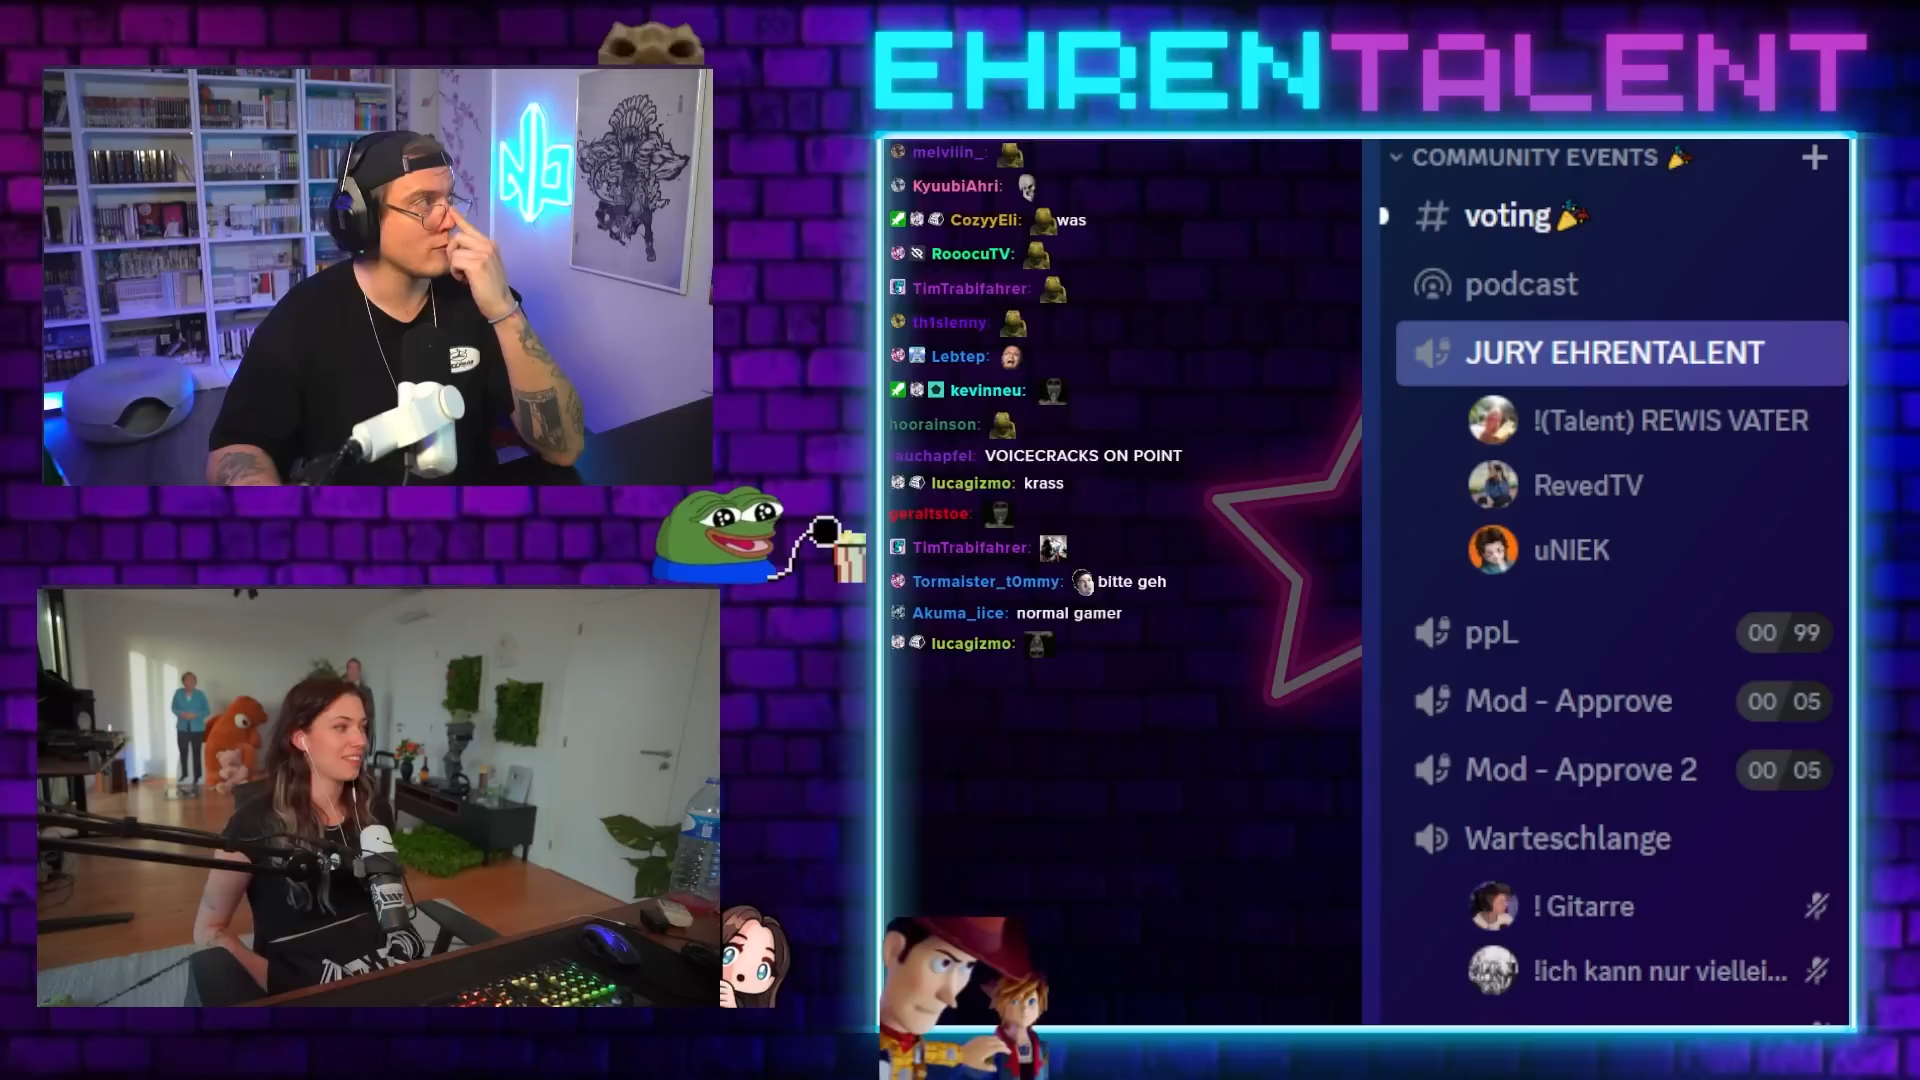 EHRENTALENT
melviiin_:
KyuubiAhri:
CozyyEli: was
RooocuTV:
TimTrabifahrer:
th1slenny:
Lebtep:
kevinneu:
hoorainson:
auchapfel: VOICECRACKS ON POINT
lucagizmo: krass
geraltstoe:
TimTrabifahrer:
Tormaister_t0mmy: bitte geh
Akuma_iice: normal gamer
lucagizmo:
COMMUNITY EVENTS
voting
podcast
JURY EHRENTALENT
!(Talent) REWIS VATER
RevedTV
uNIEK
ppL 00 99
Mod - Approve 00 05
Mod - Approve 2 00 05
Warteschlange
! Gitarre
!ich kann nur viellei...